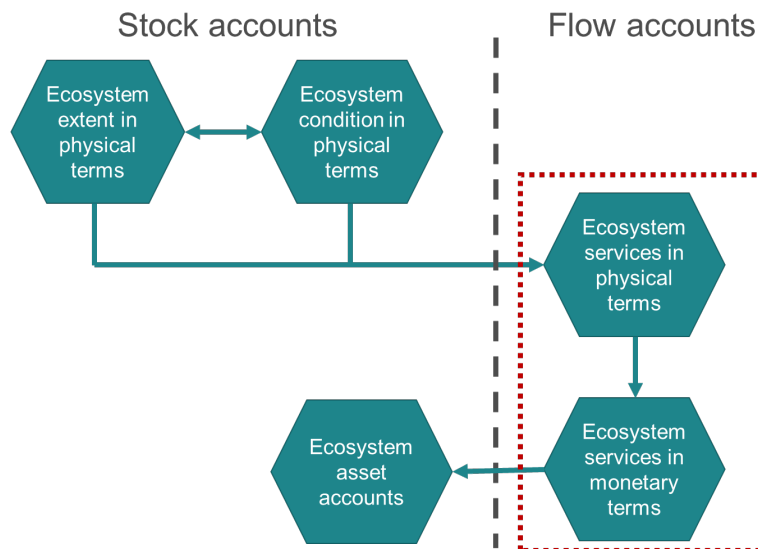 Stock accounts
Flow accounts
Ecosystem
extent in
physical
terms
Ecosystem
condition in
physical
terms
Ecosystem
services in
physical
terms
Ecosystem
asset
accounts
Ecosystem
services in
monetary
terms